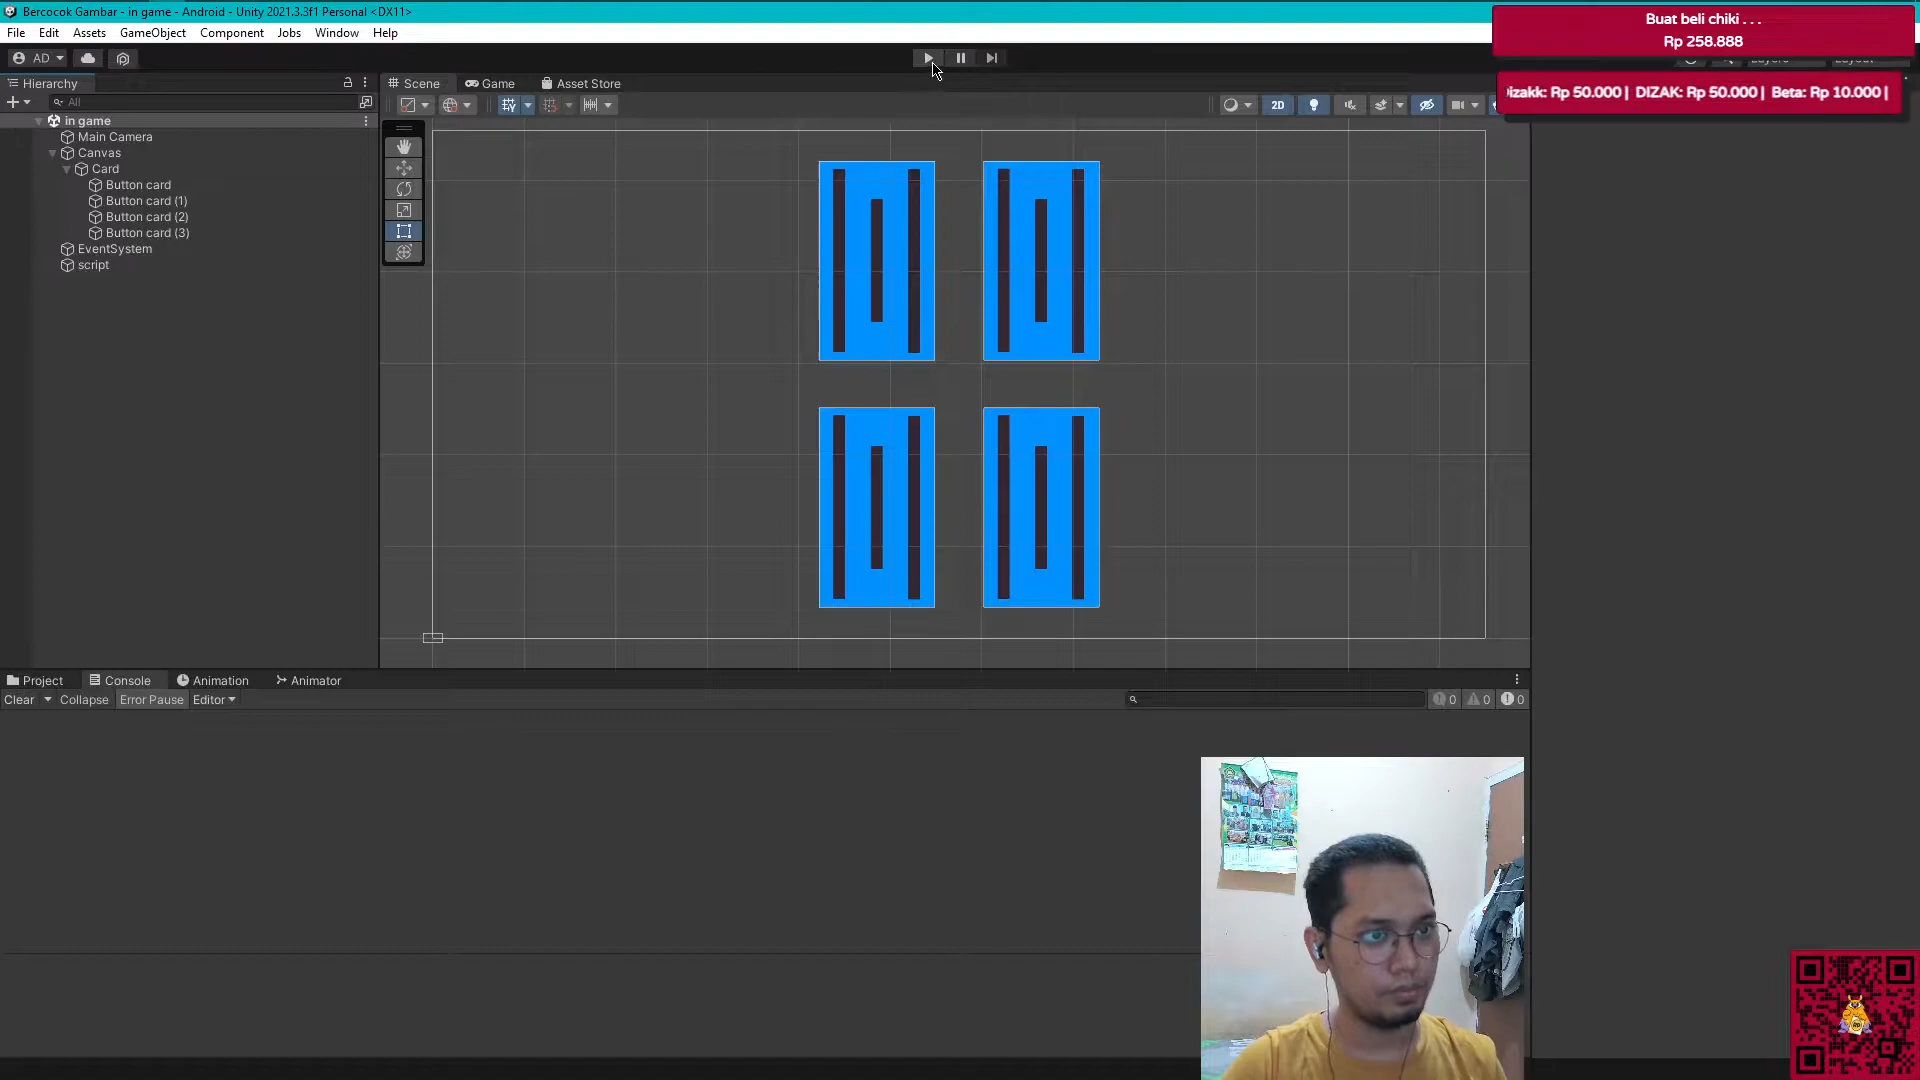 Bercocok Gambar - in game - Android - Unity 2021.3.3f1 Personal <DX11>
File Edit Assets GameObject Component Jobs Window Help
Buat beli chiki . . .
Rp 258.888
AD
Dizakk: Rp 50.000 | DIZAK: Rp 50.000 | Beta: Rp 10.000 |
Hierarchy
Scene Game Asset Store
All
2D
in game
Main Camera
Canvas
Card
Button card
Button card (1)
Button card (2)
Button card (3)
EventSystem
script
Project Console Animation Animator
Clear Collapse Error Pause Editor
0 0 0